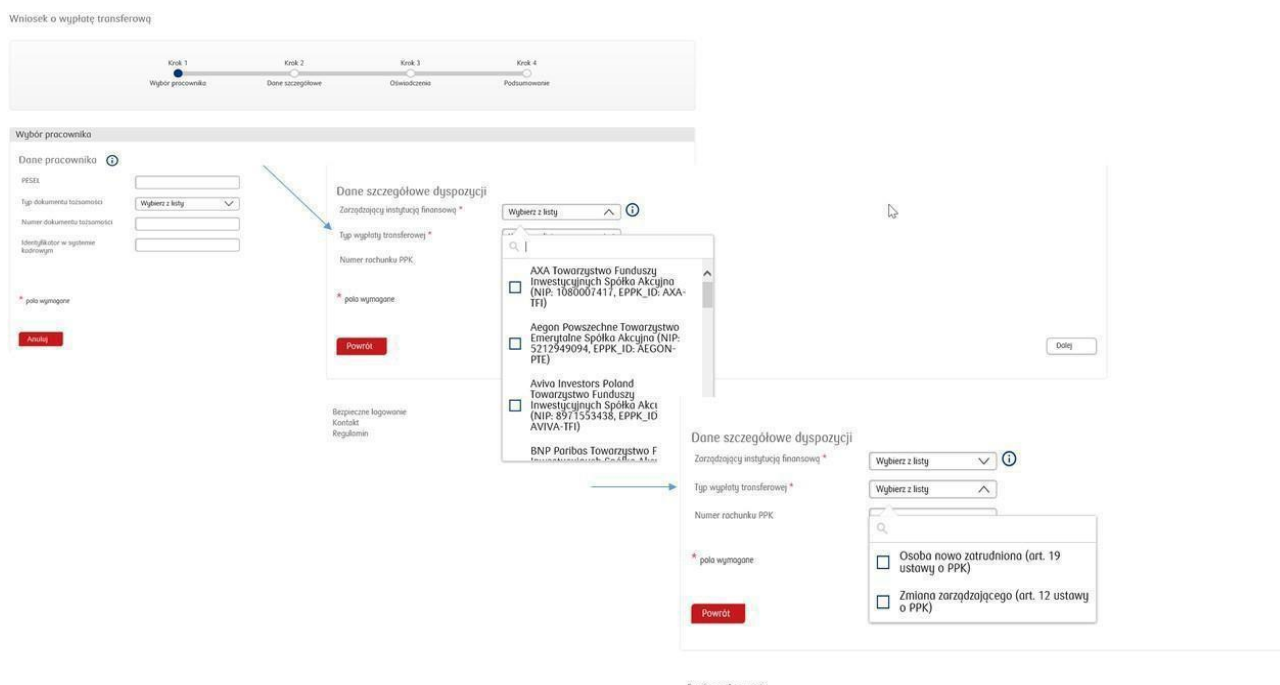 Wniosek o wypłatę transferową
Krok 1
Krok 2
Krok 3
Krok 4
Wybór pracownika
Dane szczegółowe
Oświadczenia
Podsumowanie
Wybór pracownika
Dane pracownika
PESEL
Typ dokumentu tożsamości
Wybierz z listy
Numer dokumentu tożsamości
Identyfikator w systemie
kadrowym
* pola wymagane
Anuluj
Dane szczegółowe dyspozycji
Zarządzający instytucją finansową *
Wybierz z listy
Typ wypłaty transferowej *
Numer rachunku PPK
* pola wymagane
Powrót
Dalej
AXA Towarzystwo Funduszy
Inwestycyjnych Spółka Akcyjna
(NIP: 1080007417, EPPK_ID: AXA-
TFI)
Aegon Powszechne Towarzystwo
Emerytalne Spółka Akcyjna (NIP:
5212949094, EPPK_ID: AEGON-
PTE)
Aviva Investors Poland
Towarzystwo Funduszy
Inwestycyjnych Spółka Akc
(NIP: 8971553438, EPPK_ID
AVIVA-TFI)
BNP Paribas Towarzystwo F
Bezpieczne logowanie
Kontakt
Regulamin
Dane szczegółowe dyspozycji
Zarządzający instytucją finansową *
Wybierz z listy
Typ wypłaty transferowej *
Wybierz z listy
Numer rachunku PPK
* pola wymagane
Osoba nowo zatrudniona (art. 19
ustawy o PPK)
Zmiana zarządzającego (art. 12 ustawy
o PPK)
Powrót